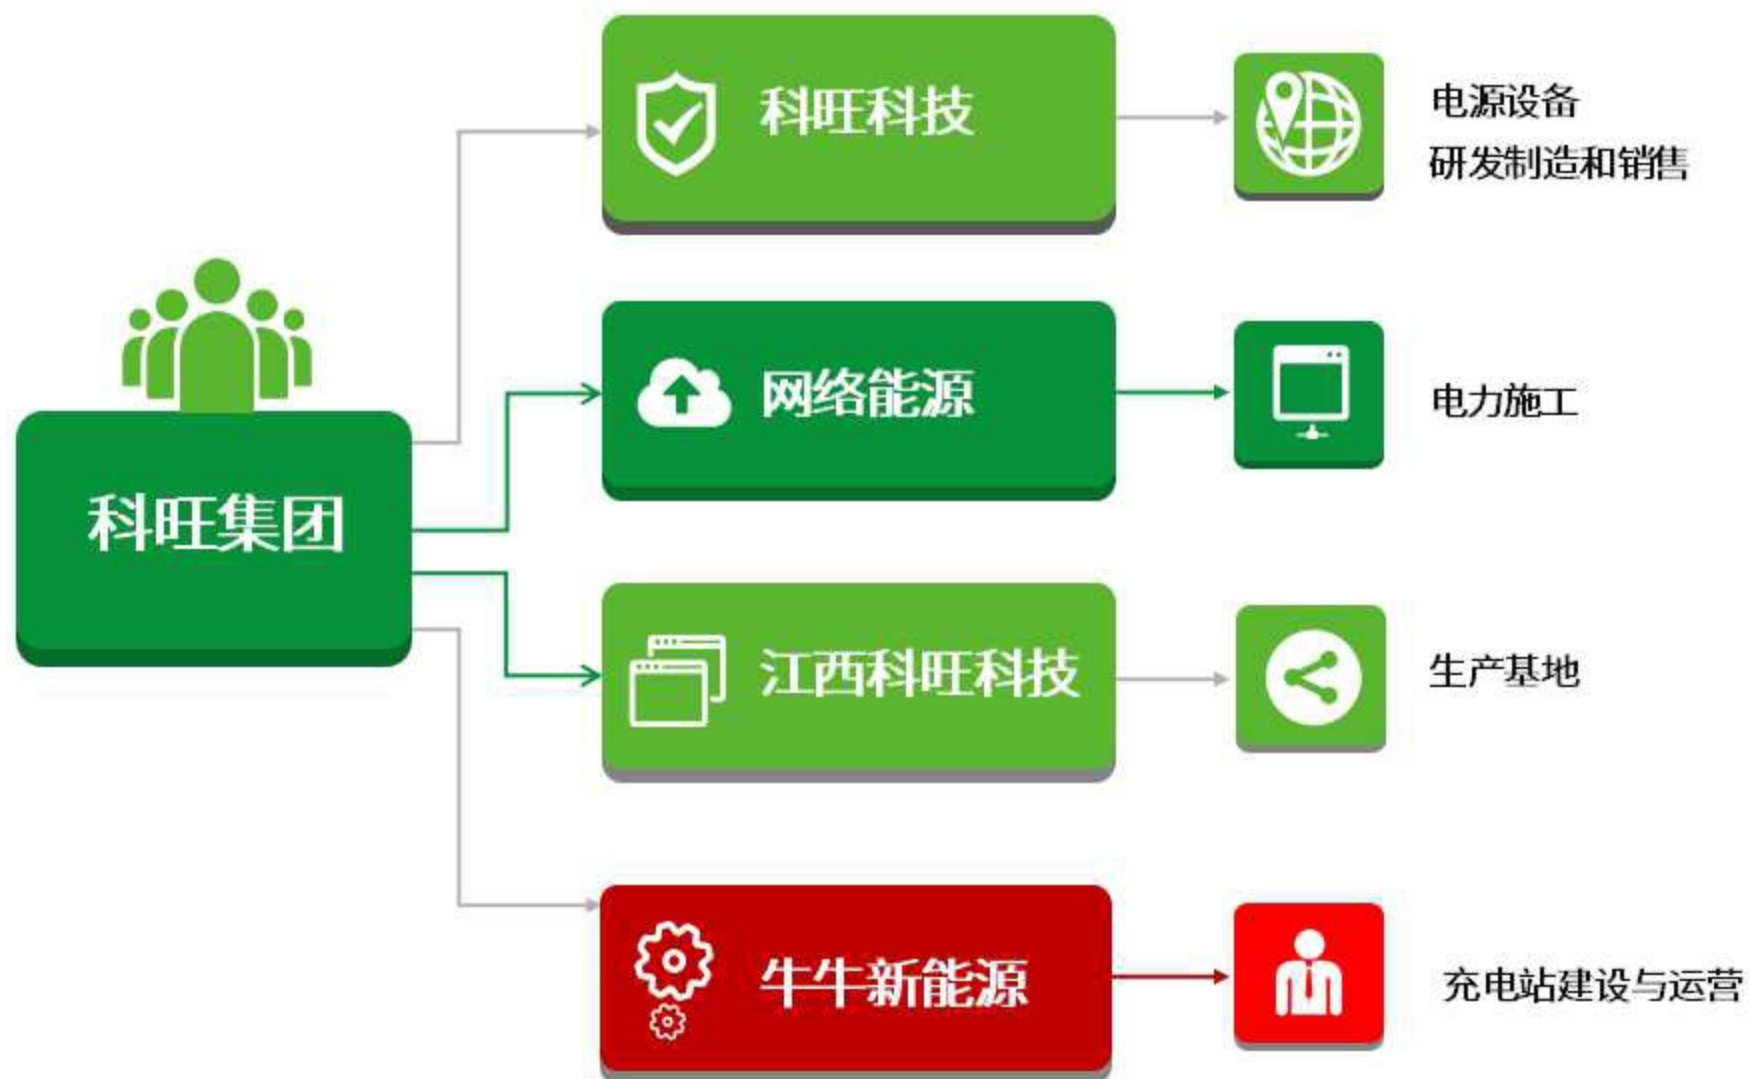 科旺集团
科旺科技
电源设备
研发制造和销售
网络能源
电力施工
江西科旺科技
生产基地
牛牛新能源
充电站建设与运营